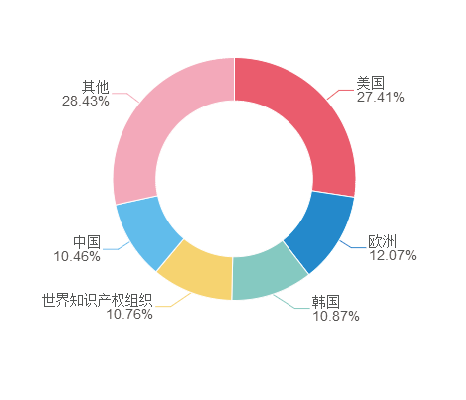 美国
27.41%
欧洲
12.07%
韩国
10.87%
世界知识产权组织
10.76%
中国
10.46%
其他
28.43%